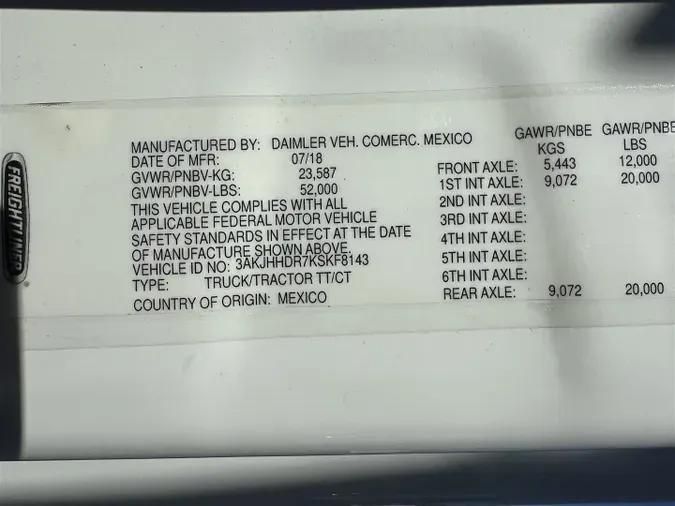 FREIGHTLINER
MANUFACTURED BY: DAIMLER VEH. COMERC. MEXICO
DATE OF MFR: 07/18
GVWR/PNBV-KG: 23,587
GVWR/PNBV-LBS: 52,000
THIS VEHICLE COMPLIES WITH ALL
APPLICABLE FEDERAL MOTOR VEHICLE
SAFETY STANDARDS IN EFFECT AT THE DATE
OF MANUFACTURE SHOWN ABOVE.
VEHICLE ID NO: 3AKJHHDR7KSKF8143
TYPE: TRUCK/TRACTOR TT/CT
COUNTRY OF ORIGIN: MEXICO
GAWR/PNBE GAWR/PNBE
KGS LBS
FRONT AXLE: 5,443 12,000
1ST INT AXLE: 9,072 20,000
2ND INT AXLE:
3RD INT AXLE:
4TH INT AXLE:
5TH INT AXLE:
6TH INT AXLE:
REAR AXLE: 9,072 20,000